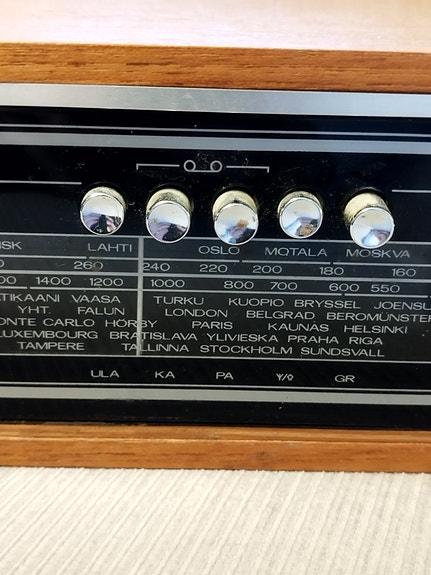 LAHTI OSLO MOTALA MOSKVA
260 240 220 200 180 160
1400 1200 1000 800 700 600 550
VAASA TURKU KUOPIO BRYSSEL
YHT. FALUN LONDON BELGRAD
CARLO HÖRBY PARIS KAUNAS HELSINKI
BRATISLAVA YLIVIESKA PRAHA RIGA
TAMPERE TALLINNA STOCKHOLM SUNDSVALL
ULA KA PA Y/O GR